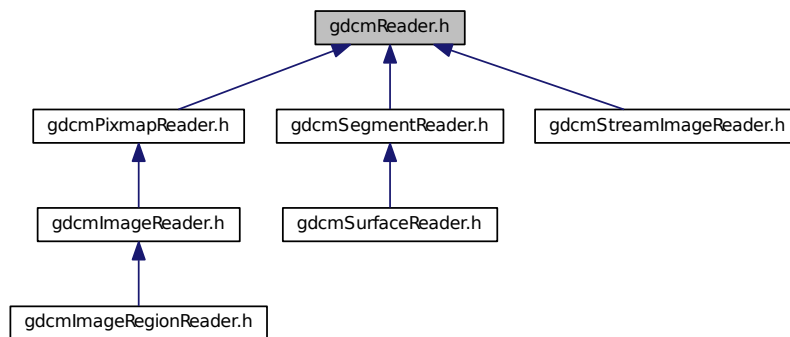 gdcmReader.h
gdcmPixmapReader.h
gdcmSegmentReader.h
gdcmStreamImageReader.h
gdcmImageReader.h
gdcmSurfaceReader.h
gdcmImageRegionReader.h